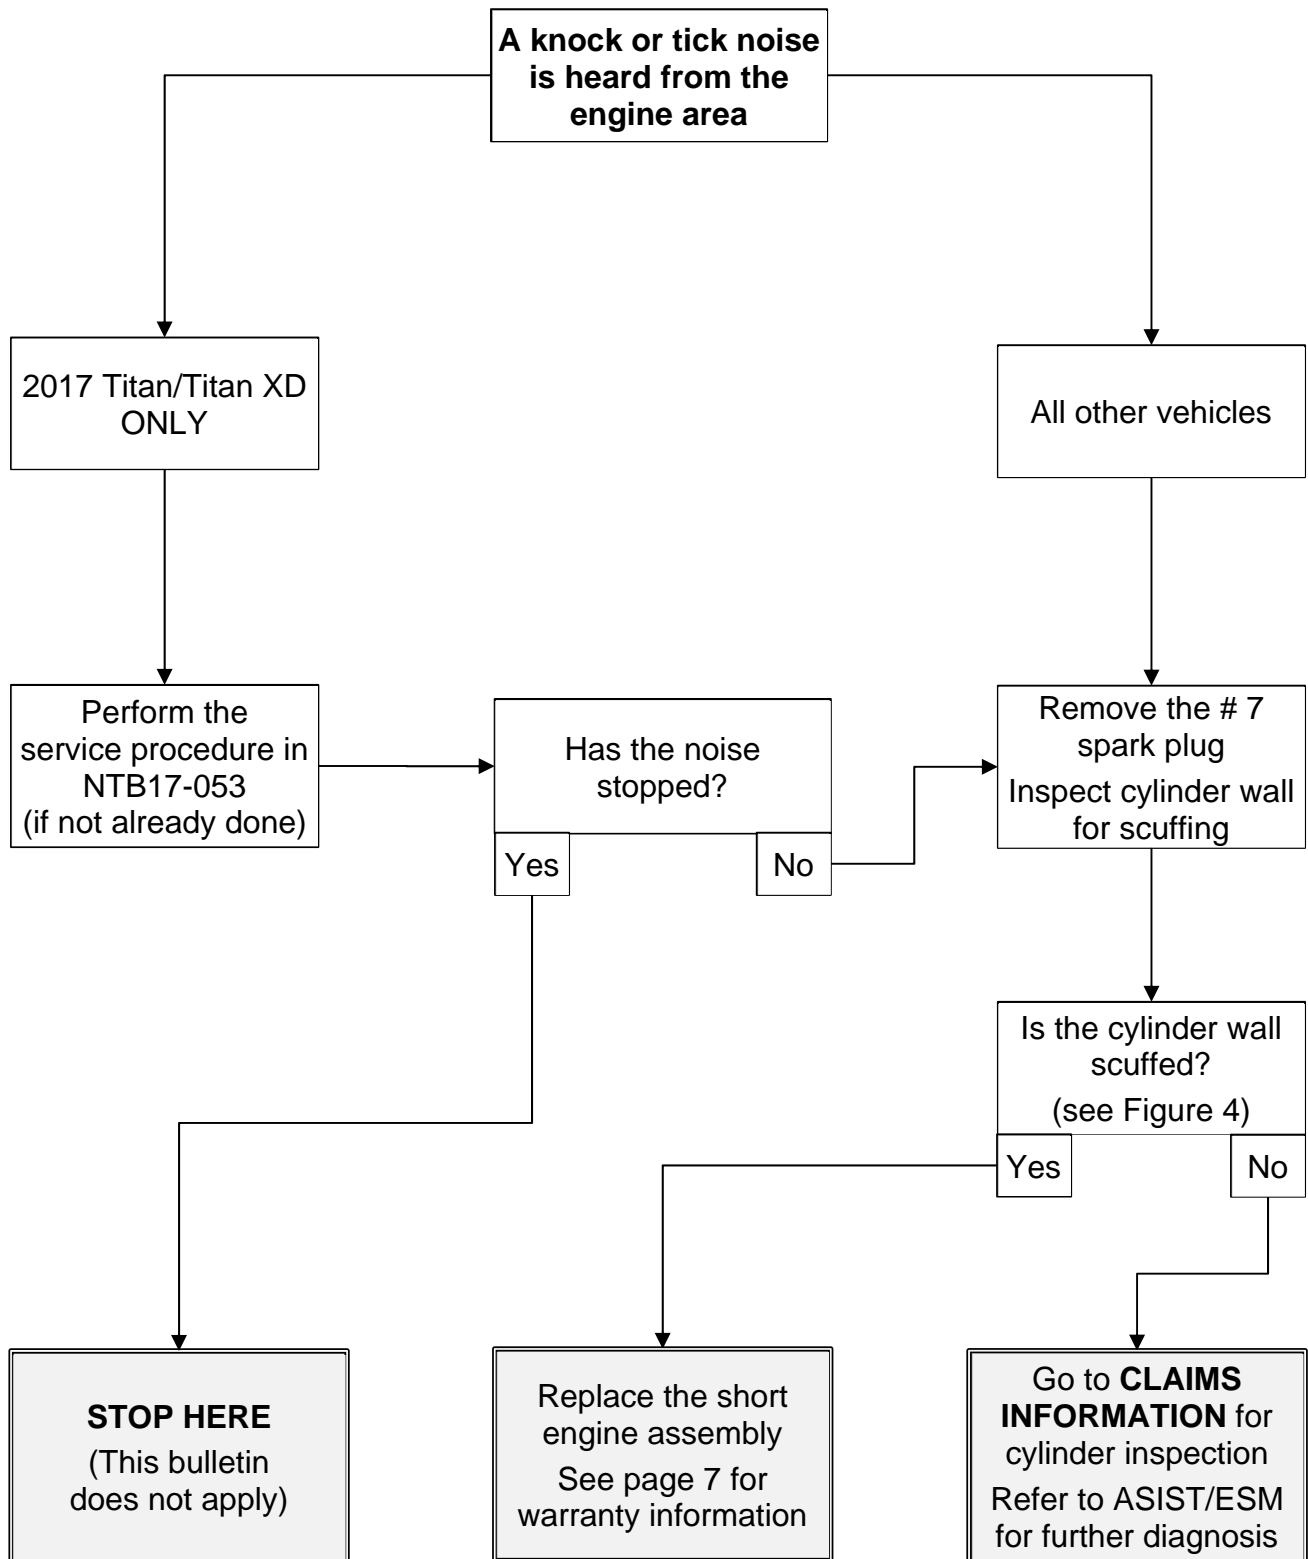 A knock or tick noise
is heard from the
engine area
2017 Titan/Titan XD
ONLY
All other vehicles
Perform the
service procedure in
NTB17-053
(if not already done)
Has the noise
stopped?
Yes
No
Remove the # 7
spark plug
Inspect cylinder wall
for scuffing
Is the cylinder wall
scuffed?
(see Figure 4)
Yes
No
STOP HERE
(This bulletin
does not apply)
Replace the short
engine assembly
See page 7 for
warranty information
Go to CLAIMS
INFORMATION for
cylinder inspection
Refer to ASIST/ESM
for further diagnosis